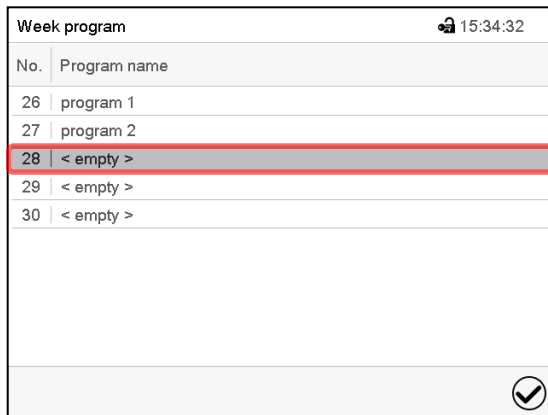 Week program 15:34:32
No. Program name
26 program 1
27 program 2
28 < empty >
29 < empty >
30 < empty >